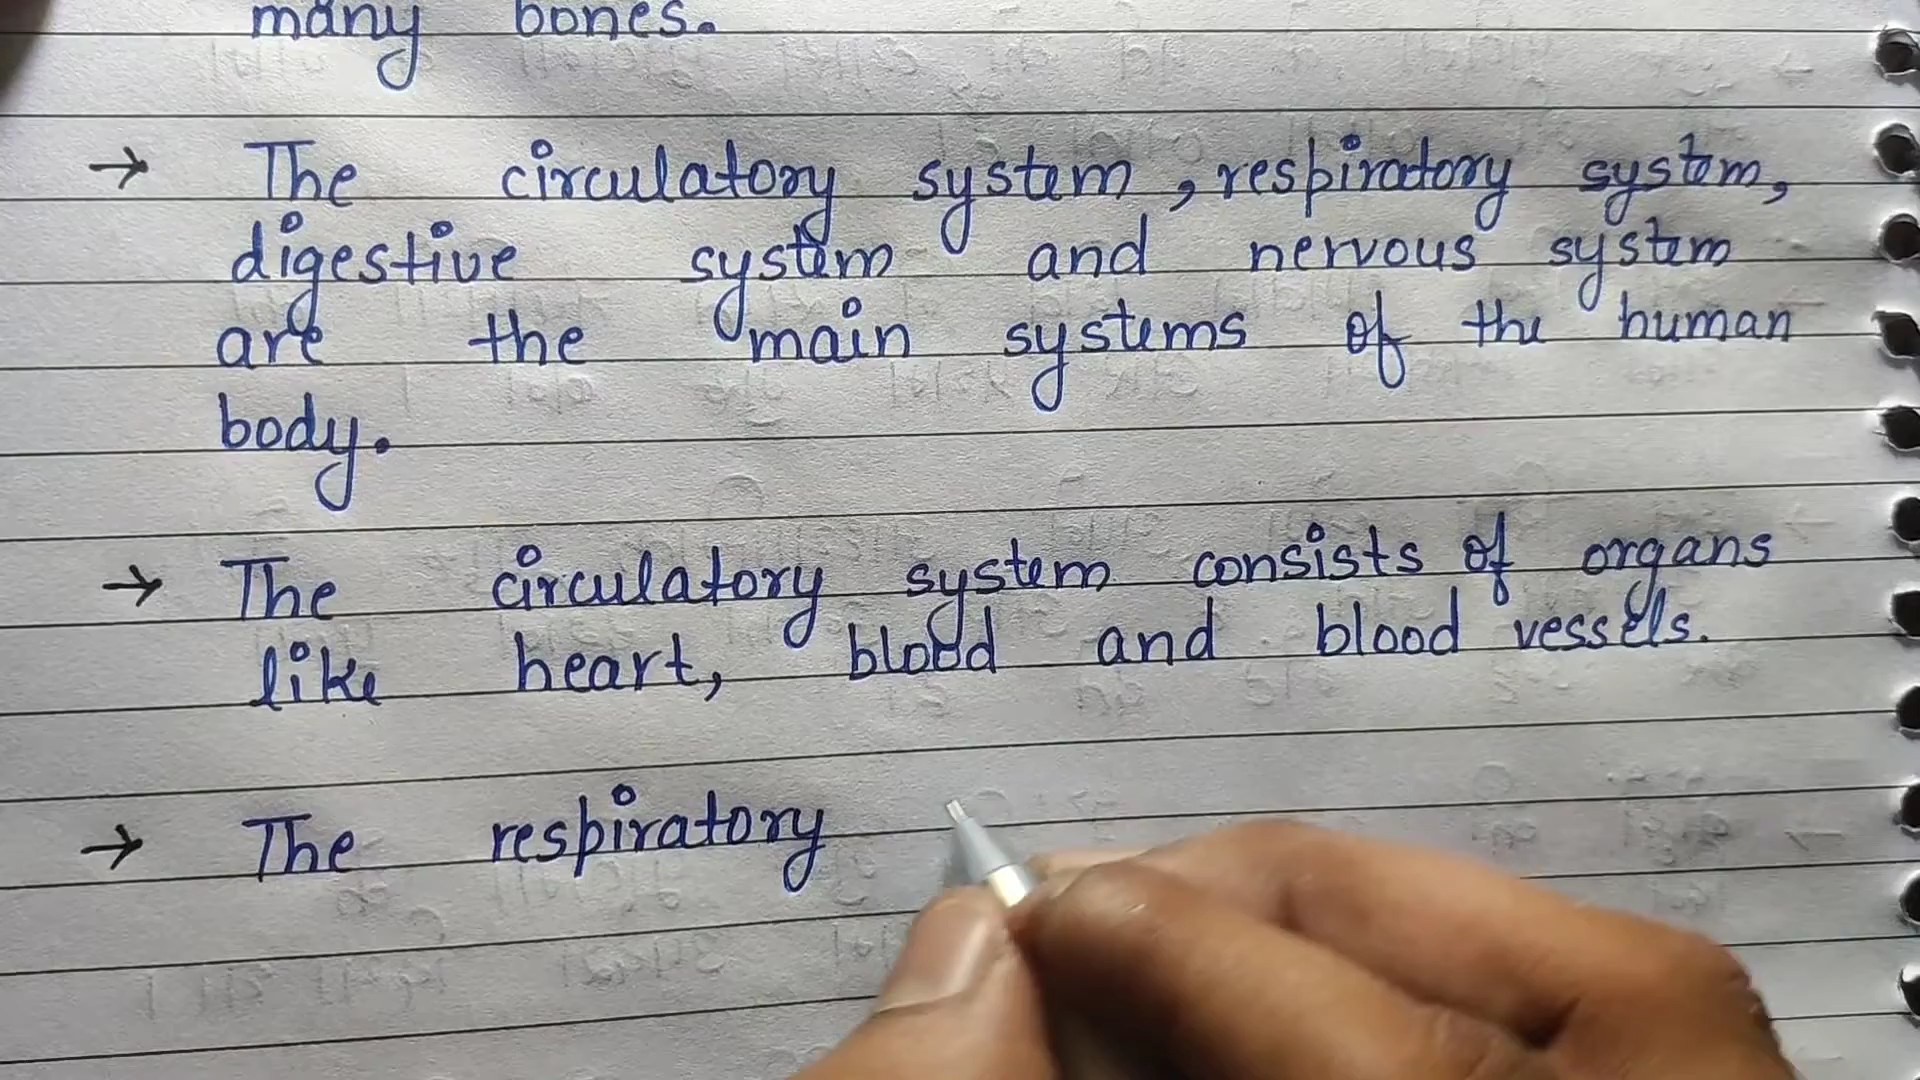 many bones.
→ The circulatory system, respiratory system,
digestive system and nervous system
are the main systems of the human
body.
→ The circulatory system consists of organs
like heart, blood and blood vessels.
→ The respiratory